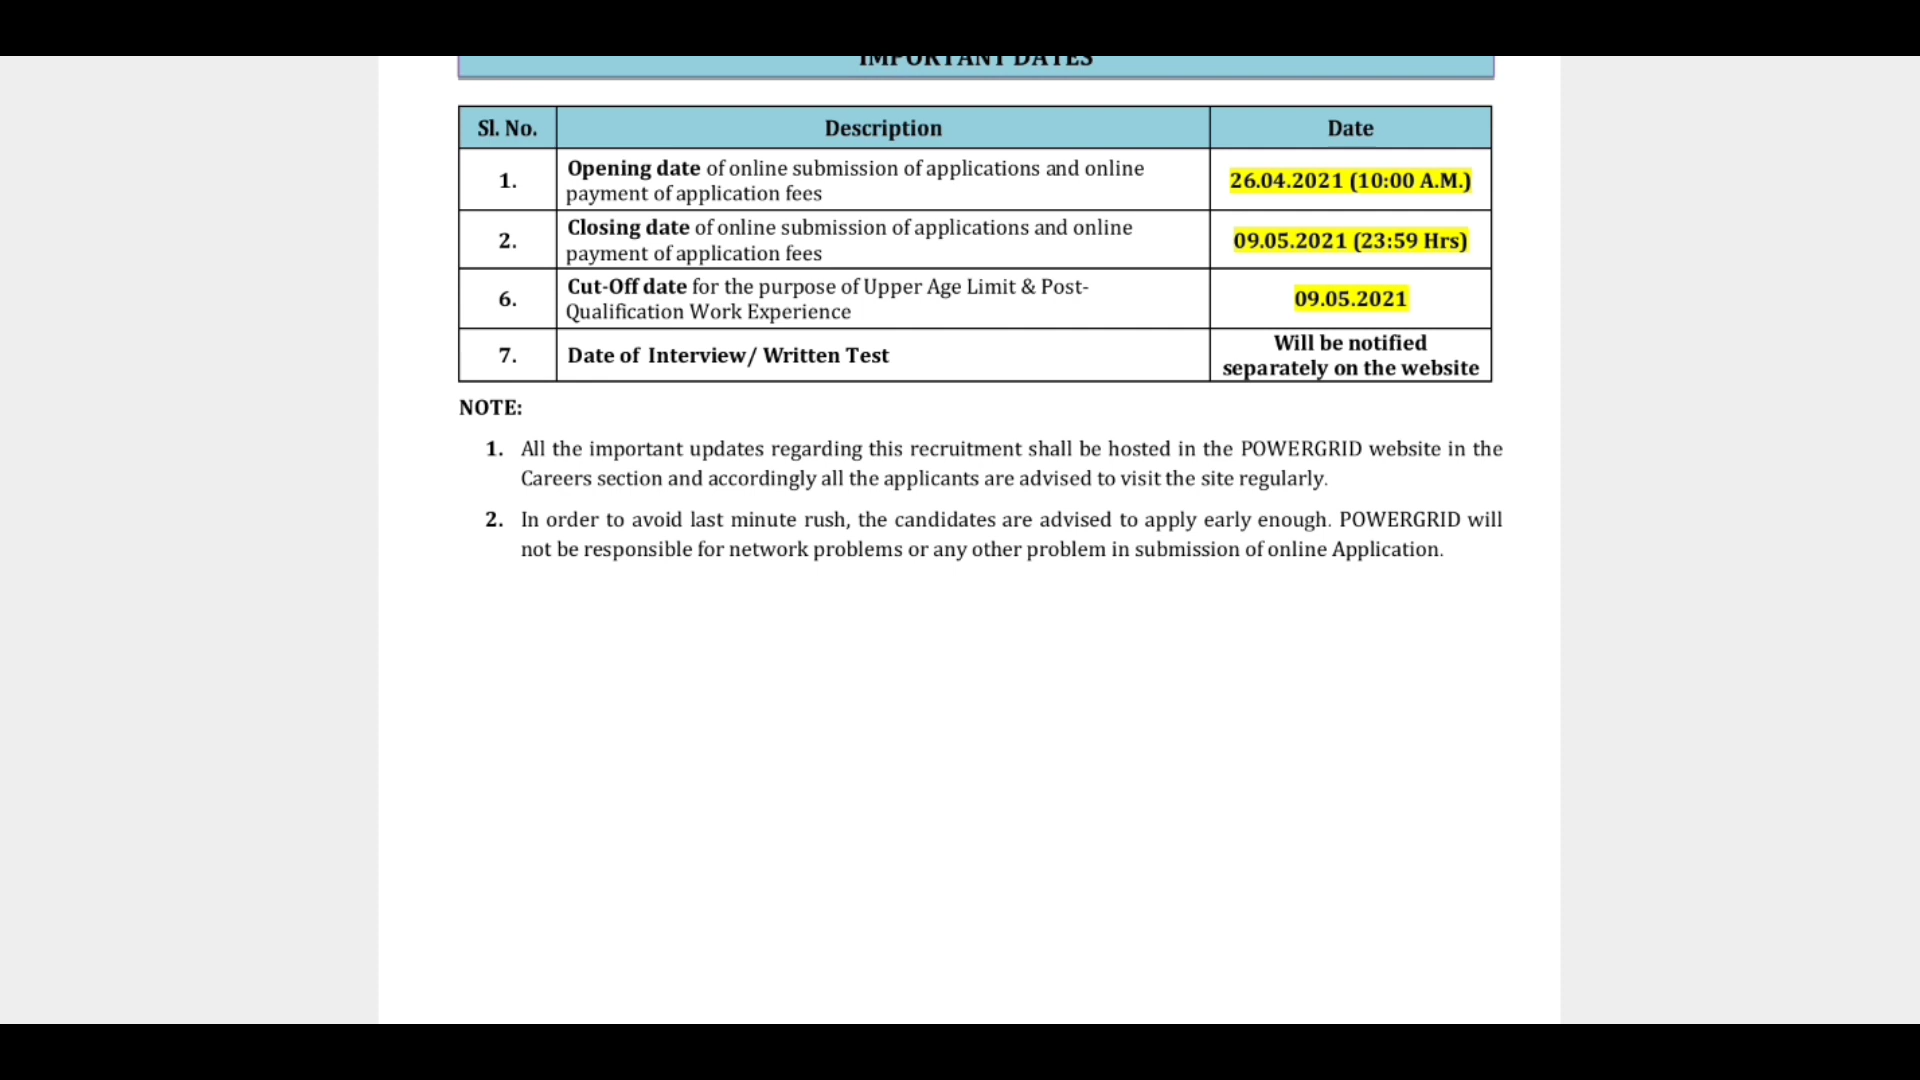 IMPORTANT DATES
Sl. No. Description Date
1. Opening date of online submission of applications and online payment of application fees 26.04.2021 (10:00 A.M.)
2. Closing date of online submission of applications and online payment of application fees 09.05.2021 (23:59 Hrs)
6. Cut-Off date for the purpose of Upper Age Limit & Post-Qualification Work Experience 09.05.2021
7. Date of Interview/ Written Test Will be notified separately on the website
NOTE:
1. All the important updates regarding this recruitment shall be hosted in the POWERGRID website in the
Careers section and accordingly all the applicants are advised to visit the site regularly.
2. In order to avoid last minute rush, the candidates are advised to apply early enough. POWERGRID will
not be responsible for network problems or any other problem in submission of online Application.